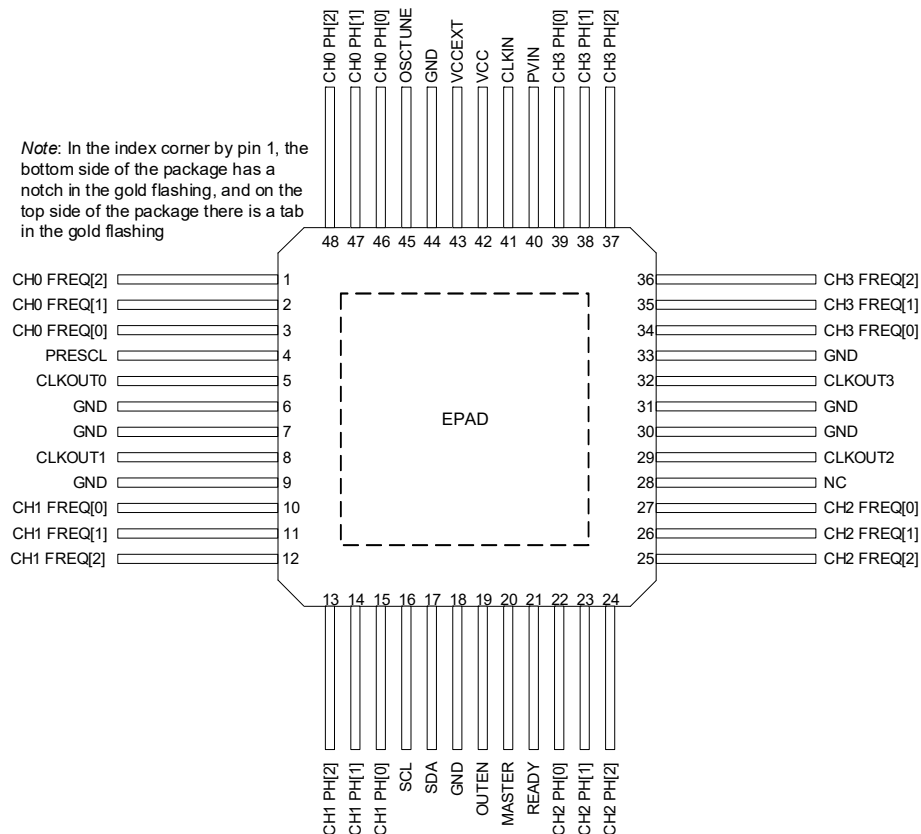 CH0 PH[2]
CH0 PH[1]
CH0 PH[0]
OSCTUNE
GND
VCCEXT
VCC
CLKIN
PVIN
CH3 PH[0]
CH3 PH[1]
CH3 PH[2]
Note: In the index corner by pin 1, the
bottom side of the package has a
notch in the gold flashing, and on the
top side of the package there is a tab
in the gold flashing
48 47 46 45 44 43 42 41 40 39 38 37
CH0 FREQ[2] 1 36 CH3 FREQ[2]
CH0 FREQ[1] 2 35 CH3 FREQ[1]
CH0 FREQ[0] 3 34 CH3 FREQ[0]
PRESCL 4 33 GND
CLKOUT0 5 32 CLKOUT3
GND 6 31 GND
EPAD
GND 7 30 GND
CLKOUT1 8 29 CLKOUT2
GND 9 28 NC
CH1 FREQ[0] 10 27 CH2 FREQ[0]
CH1 FREQ[1] 11 26 CH2 FREQ[1]
CH1 FREQ[2] 12 25 CH2 FREQ[2]
13 14 15 16 17 18 19 20 21 22 23 24
CH1 PH[2]
CH1 PH[1]
CH1 PH[0]
SCL
SDA
GND
OUTEN
MASTER
READY
CH2 PH[0]
CH2 PH[1]
CH2 PH[2]